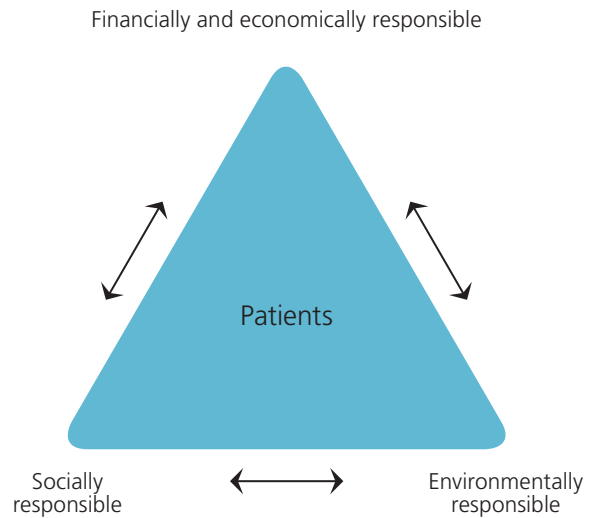 Financially and economically responsible
Patients
Socially
responsible
Environmentally
responsible